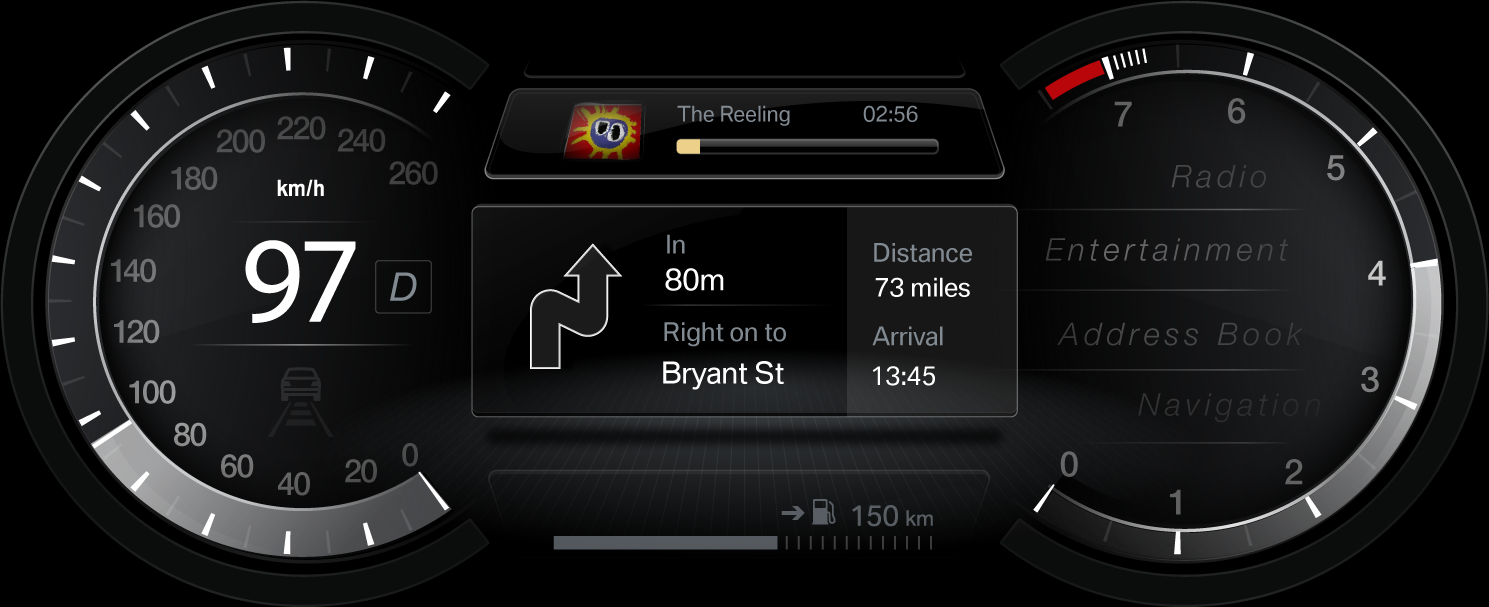 The Reeling 02:56
200 220 240
180 260
160
140
120
100
80
60
40
20
0
km/h
97 D
In
80m
Right on to
Bryant St
Distance
73 miles
Arrival
13:45
150 km
7 6
5
4
3
2
1
0
Radio
Entertainment
Address Book
Navigation